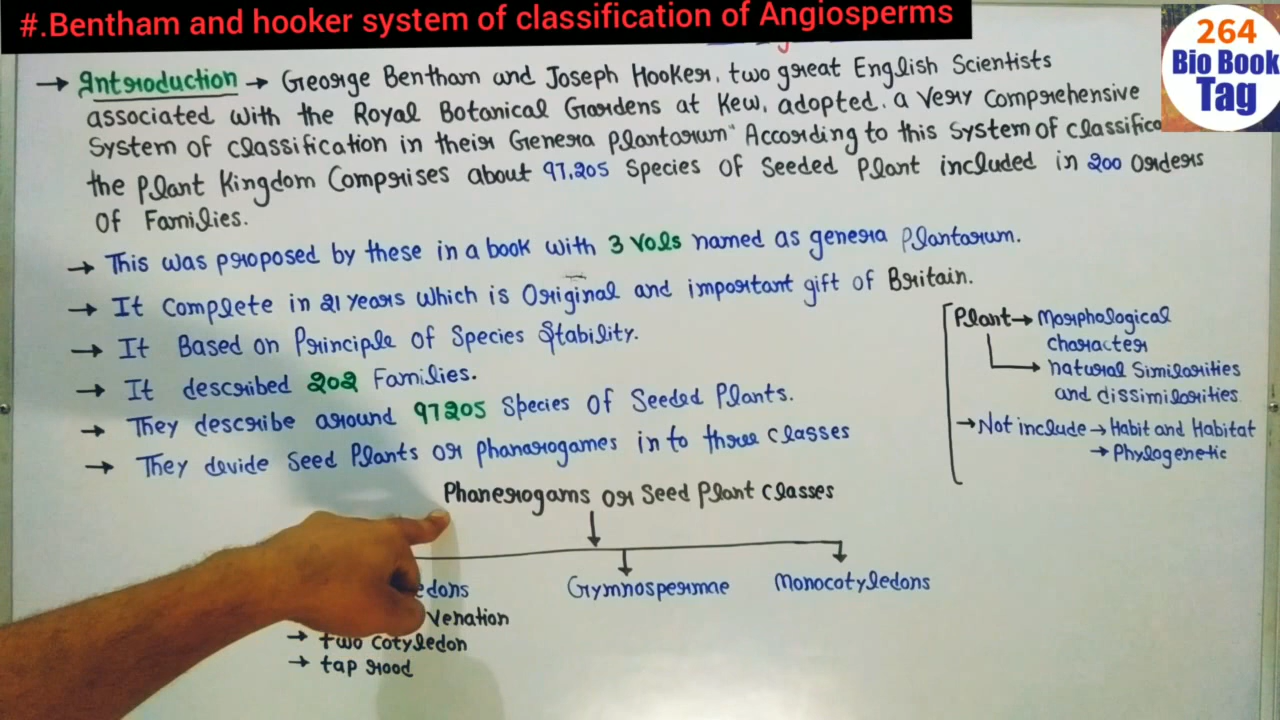 #.Bentham and hooker system of classification of Angiosperms
264
Bio Book
Tag
→ Introduction → George Bentham and Joseph Hooker, two great English Scientists
associated with the Royal Botanical Gardens at Kew, adopted, a very comprehensive
System of classification in their Genera plantarum" According to this System of classifica
the plant Kingdom Comprises about 97,205 Species of Seeded Plant included in 200 Orders
Of Families.
→ This was proposed by these in a book with 3 Vols named as genera Plantarum.
→ It Complete in 21 years which is Original and important gift of Britain.
→ It Based on Principle of Species Stability.
→ It described 202 Families.
→ They describe around 97205 Species of Seeded Plants.
→ They devide Seed Plants or phanarogames in to three classes
Plant → Morphological
character
→ natural Similarities
and dissimilarities
→ Not include → Habit and Habitat
→ Phylogenetic
Phanerogams or Seed Plant classes
edons
Gymnospermae
Monocotyledons
Venation
→ two cotyledon
→ tap rood